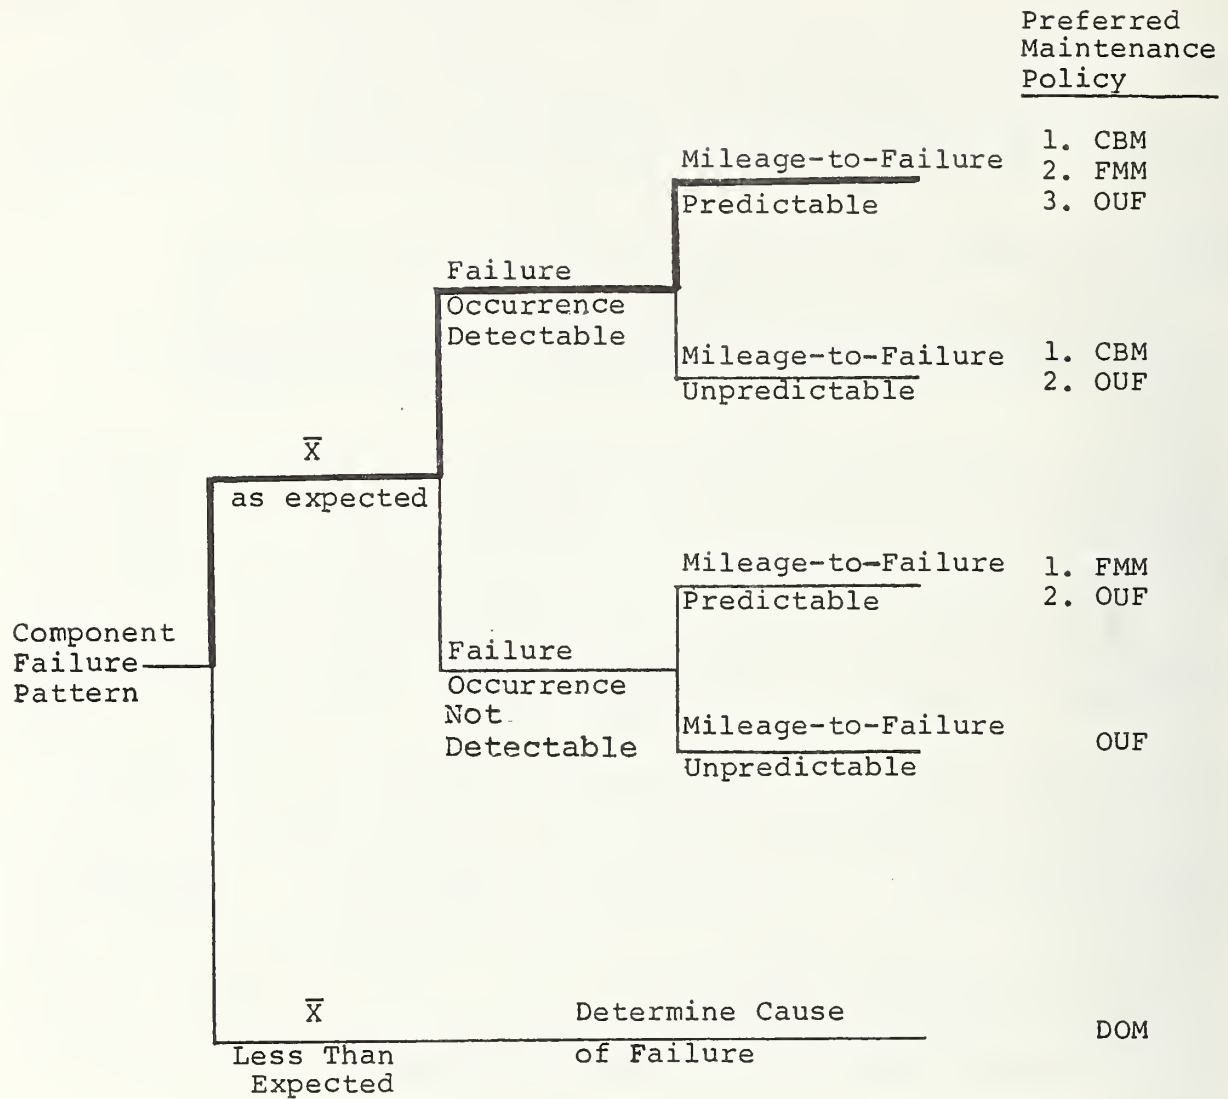 Preferred
Maintenance
Policy
Mileage-to-Failure
Predictable
1. CBM
2. FMM
3. OUF
Failure
Occurrence
Detectable
Mileage-to-Failure
Unpredictable
1. CBM
2. OUF
X̅
as expected
Mileage-to-Failure
Predictable
1. FMM
2. OUF
Component
Failure
Pattern
Failure
Occurrence
Not
Detectable
Mileage-to-Failure
Unpredictable
OUF
X̅
Less Than
Expected
Determine Cause
of Failure
DOM